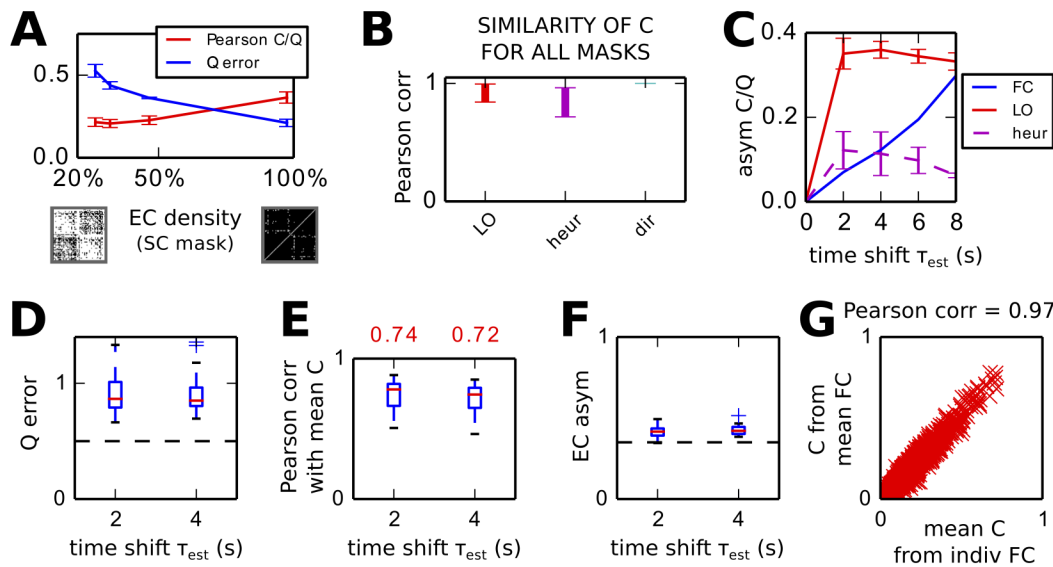 A
Pearson C/Q
Q error
0.5
0.0
20%
50%
100%
EC density
(SC mask)
B
SIMILARITY OF C
FOR ALL MASKS
Pearson corr
1
0
LO
heur
dir
C
asym C/Q
0.4
0.2
0.0
0
2
4
6
8
time shift τest (s)
FC
LO
heur
D
Q error
1
0
2
4
time shift τest (s)
E
0.74
0.72
Pearson corr
with mean C
1
0
2
4
time shift τest (s)
F
EC asym
1
0
2
4
time shift τest (s)
G
Pearson corr = 0.97
C from
mean FC
1
0
0
1
mean C
from indiv FC